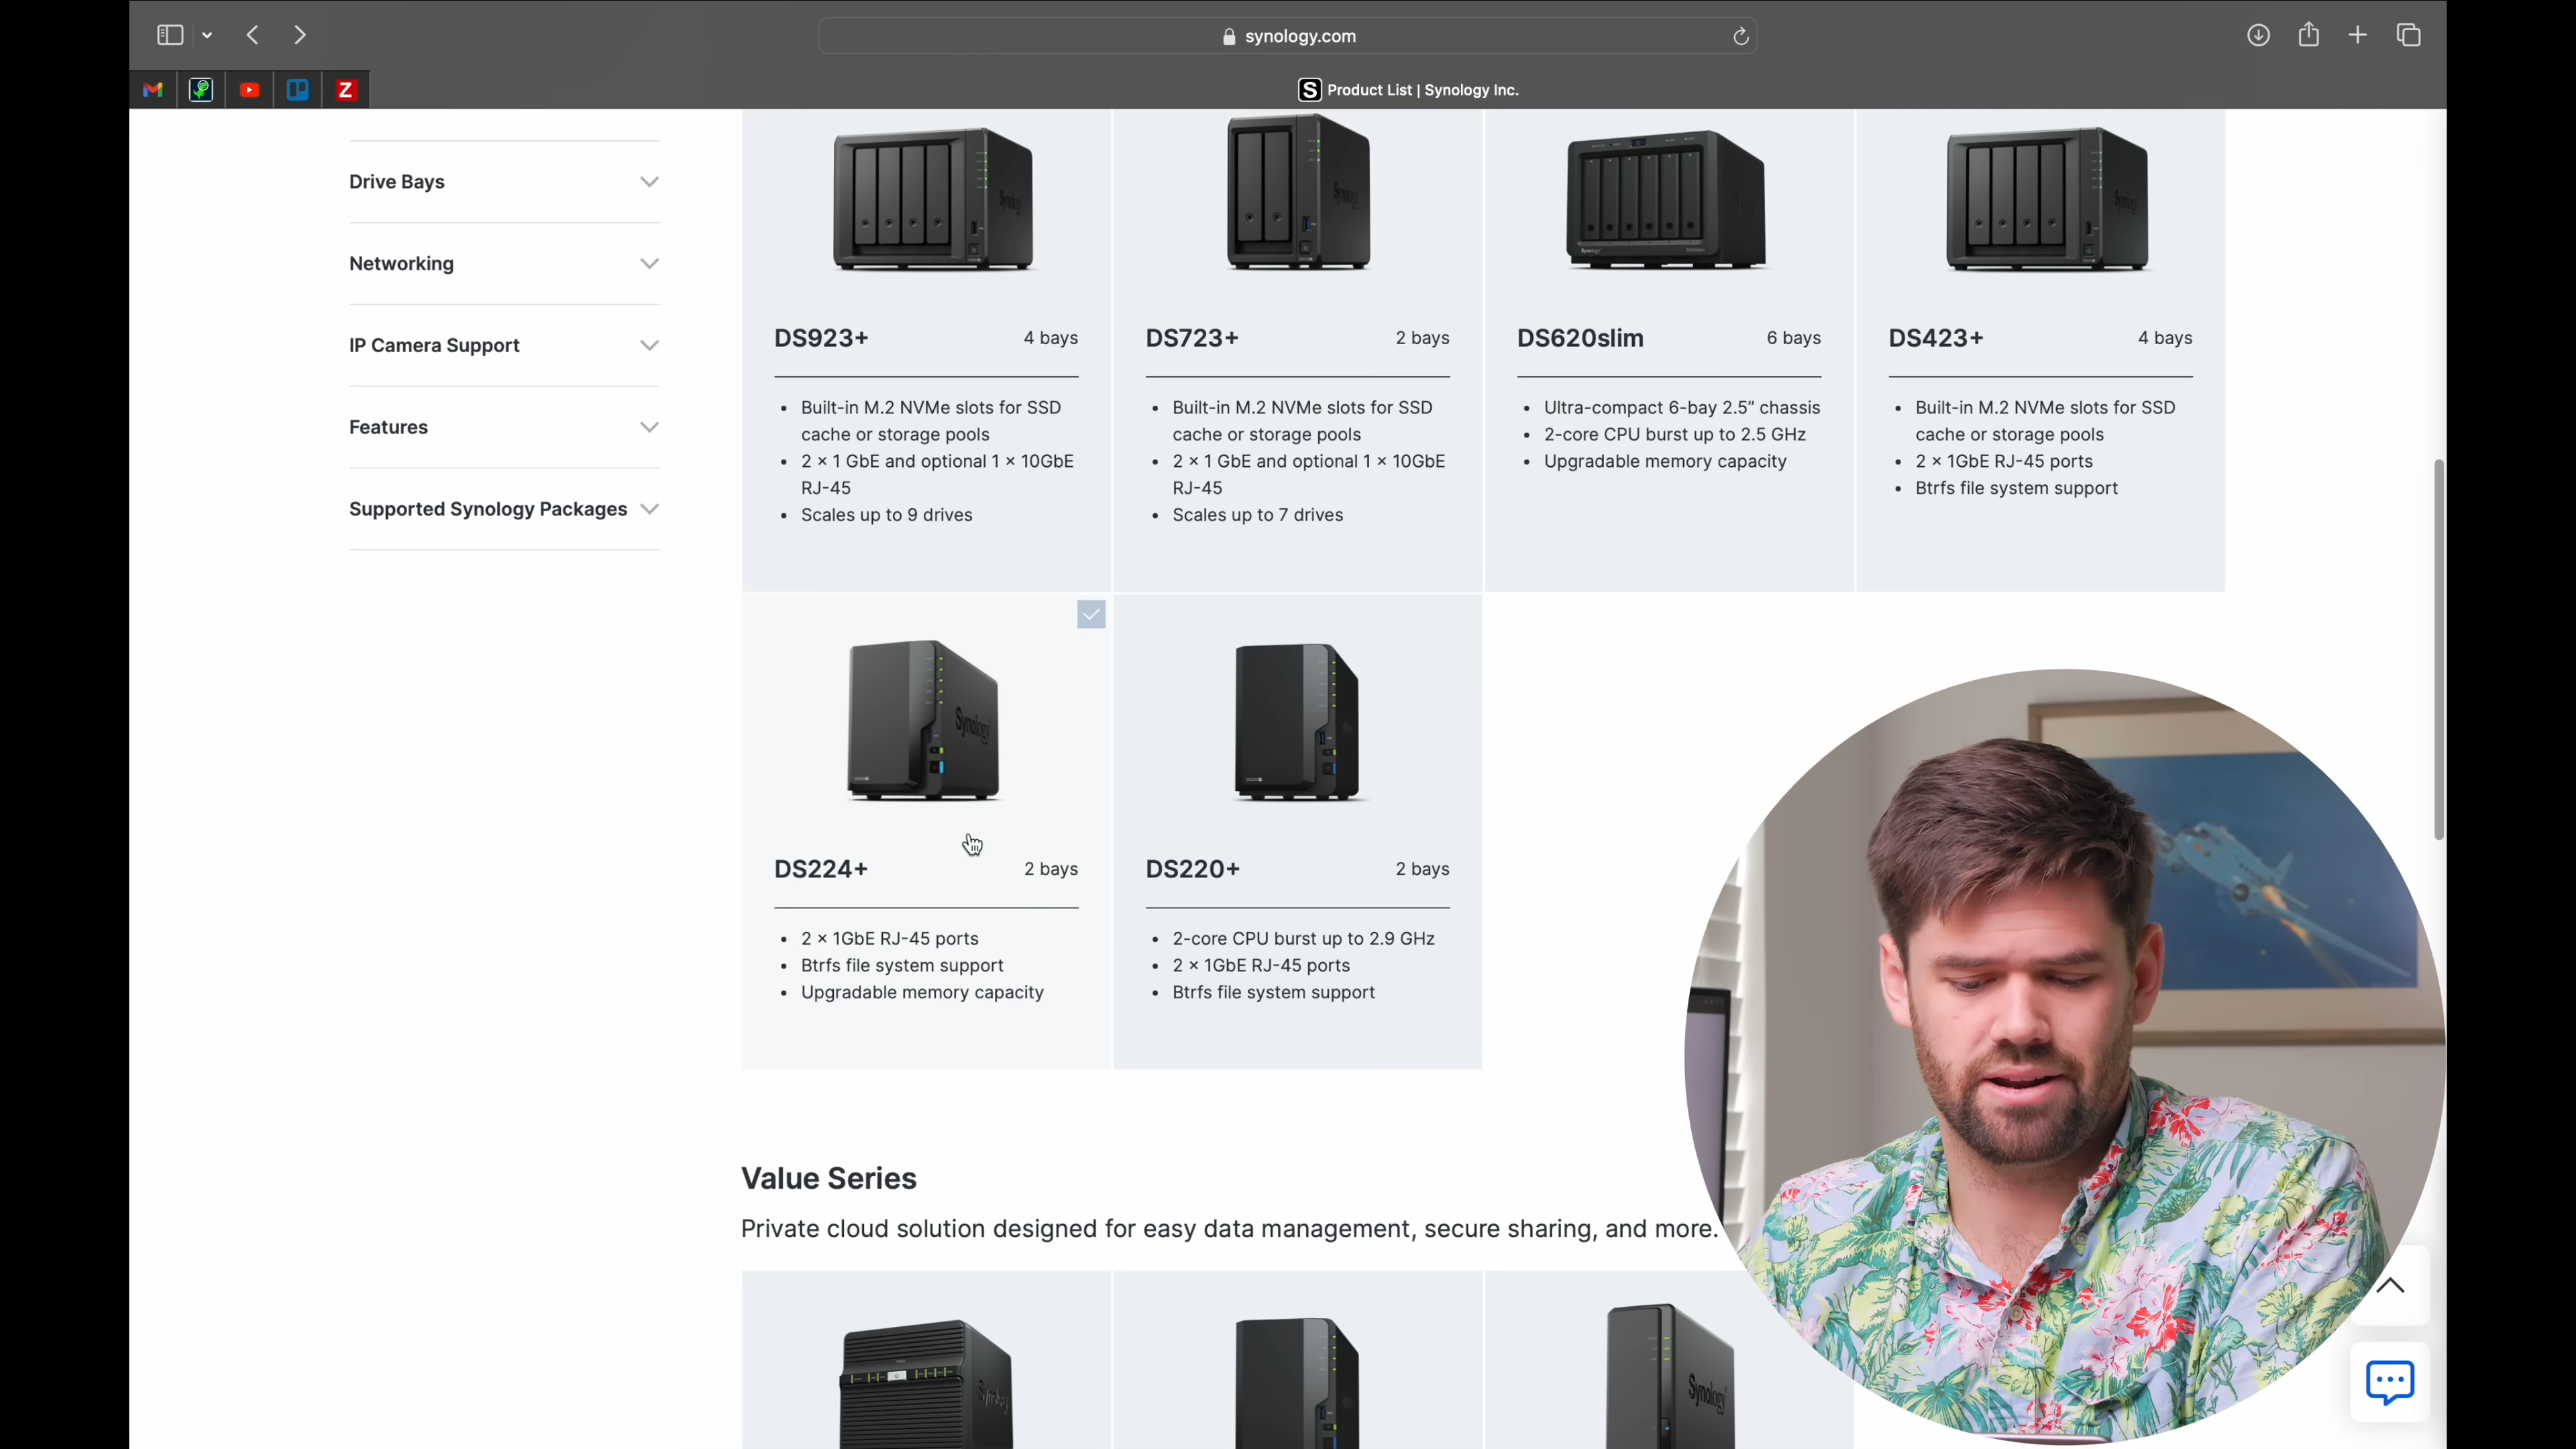 synology.com
Product List | Synology Inc.
Drive Bays
Networking
IP Camera Support
Features
Supported Synology Packages
DS923+
4 bays
Built-in M.2 NVMe slots for SSD
cache or storage pools
2 × 1 GbE and optional 1 × 10GbE
RJ-45
Scales up to 9 drives
DS723+
2 bays
Built-in M.2 NVMe slots for SSD
cache or storage pools
2 × 1 GbE and optional 1 × 10GbE
RJ-45
Scales up to 7 drives
DS620slim
6 bays
Ultra-compact 6-bay 2.5” chassis
2-core CPU burst up to 2.5 GHz
Upgradable memory capacity
DS423+
4 bays
Built-in M.2 NVMe slots for SSD
cache or storage pools
2 × 1GbE RJ-45 ports
Btrfs file system support
Synology
DS224+
2 bays
2 × 1GbE RJ-45 ports
Btrfs file system support
Upgradable memory capacity
DS220+
2 bays
2-core CPU burst up to 2.9 GHz
2 × 1GbE RJ-45 ports
Btrfs file system support
Value Series
Private cloud solution designed for easy data management, secure sharing, and more.
Synology